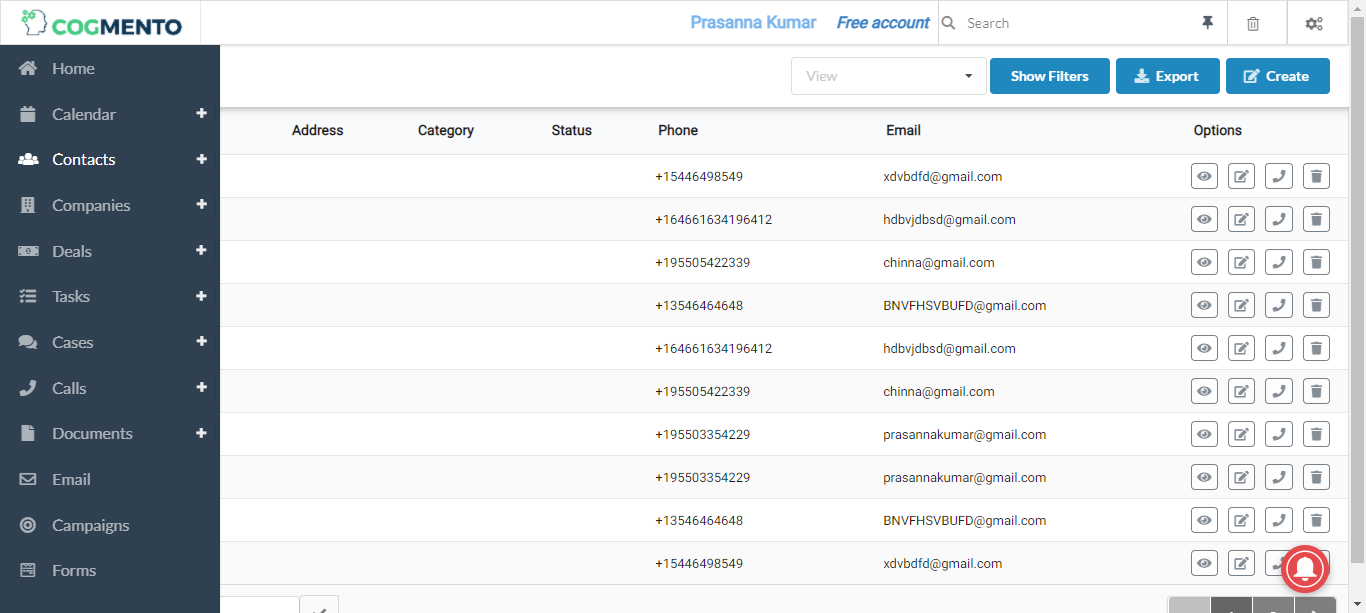 COGMENTO
Prasanna Kumar Free account Search
Home
Calendar
Contacts
Companies
Deals
Tasks
Cases
Calls
Documents
Email
Campaigns
Forms
View Show Filters Export Create
Address Category Status Phone Email Options
+15446498549 xdvbdfd@gmail.com
+164661634196412 hdbvjdbsd@gmail.com
+195505422339 chinna@gmail.com
+13546464648 BNVFHSVBUFD@gmail.com
+164661634196412 hdbvjdbsd@gmail.com
+195505422339 chinna@gmail.com
+195503354229 prasannakumar@gmail.com
+195503354229 prasannakumar@gmail.com
+13546464648 BNVFHSVBUFD@gmail.com
+15446498549 xdvbdfd@gmail.com